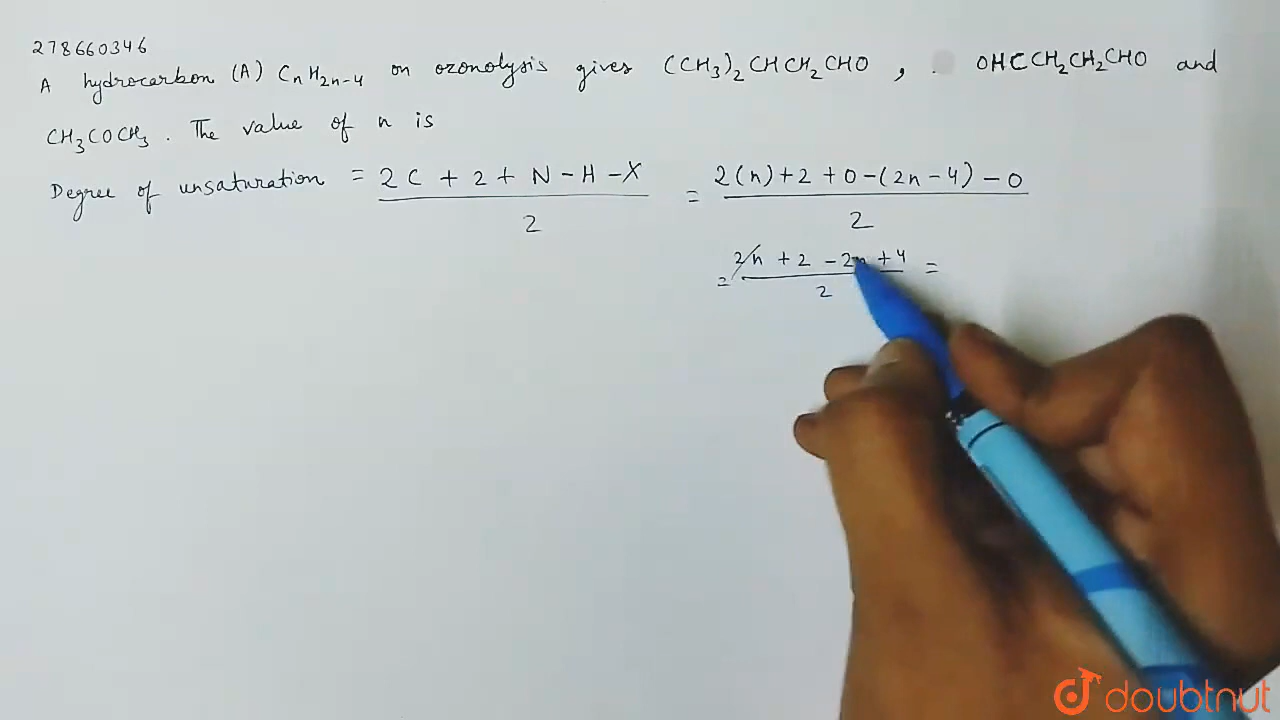 278660346
A hydrocarbon (A) CnH2n-4 on ozonolysis gives (CH3)2CHCH2CHO , OHCCH2CH2CHO and
CH3COCH3. The value of n is
Degree of unsaturation = 2C + 2 + N - H - X / 2 = 2(n) + 2 + 0 - (2n - 4) - 0 / 2
= 2n + 2 - 2n + 4 / 2 =
doubtnut